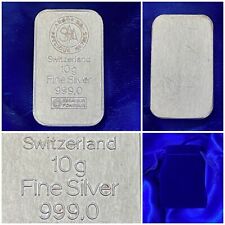 Switzerland
10g
Fine Silver
999.0
Switzerland
10g
Fine Silver
999.0